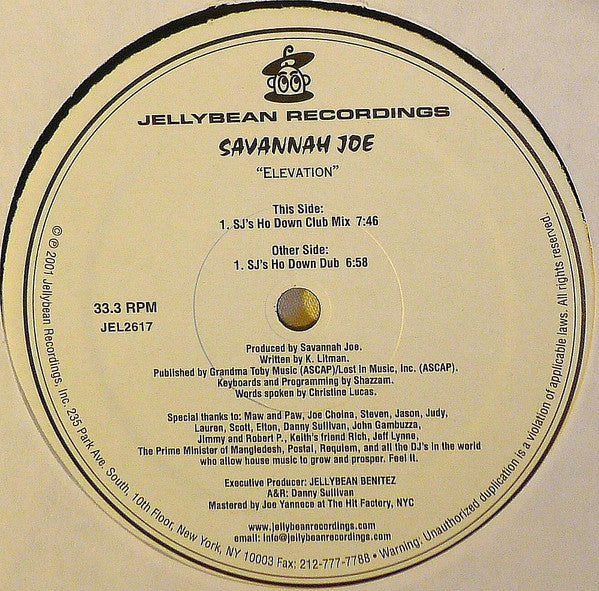 JELLYBEAN RECORDINGS
SAVANNAH JOE
"ELEVATION"
This Side:
1. SJ's Ho Down Club Mix 7:46
Other Side:
1. SJ's Ho Down Dub 6:58
33.3 RPM
JEL2617
Produced by Savannah Joe.
Written by K. Litman.
Published by Grandma Toby Music (ASCAP)/Lost In Music, Inc. (ASCAP).
Keyboards and Programming by Shazzam.
Words spoken by Christine Lucas.
Special thanks to: Maw and Paw, Joe Cholna, Steven, Jason, Judy,
Lauren, Scott, Elton, Danny Sullivan, John Gambuzza,
Jimmy and Robert P., Keith's friend Rich, Jeff Lynne,
The Prime Minister of Mangledesh, Postal, Requiem, and all the DJ's in the world
who allow house music to grow and prosper. Feel it.
Executive Producer: JELLYBEAN BENITEZ
A&R: Danny Sullivan
Mastered by Joe Yannece at The Hit Factory, NYC
www.jellybeanrecordings.com
email: info@jellybeanrecordings.com
© ℗ 2001 Jellybean Recordings, Inc. 235 Park Ave. South, 10th Floor, New York, NY 10003 Fax: 212-777-7788 • Warning: Unauthorized duplication is a violation of applicable laws. All rights reserved.